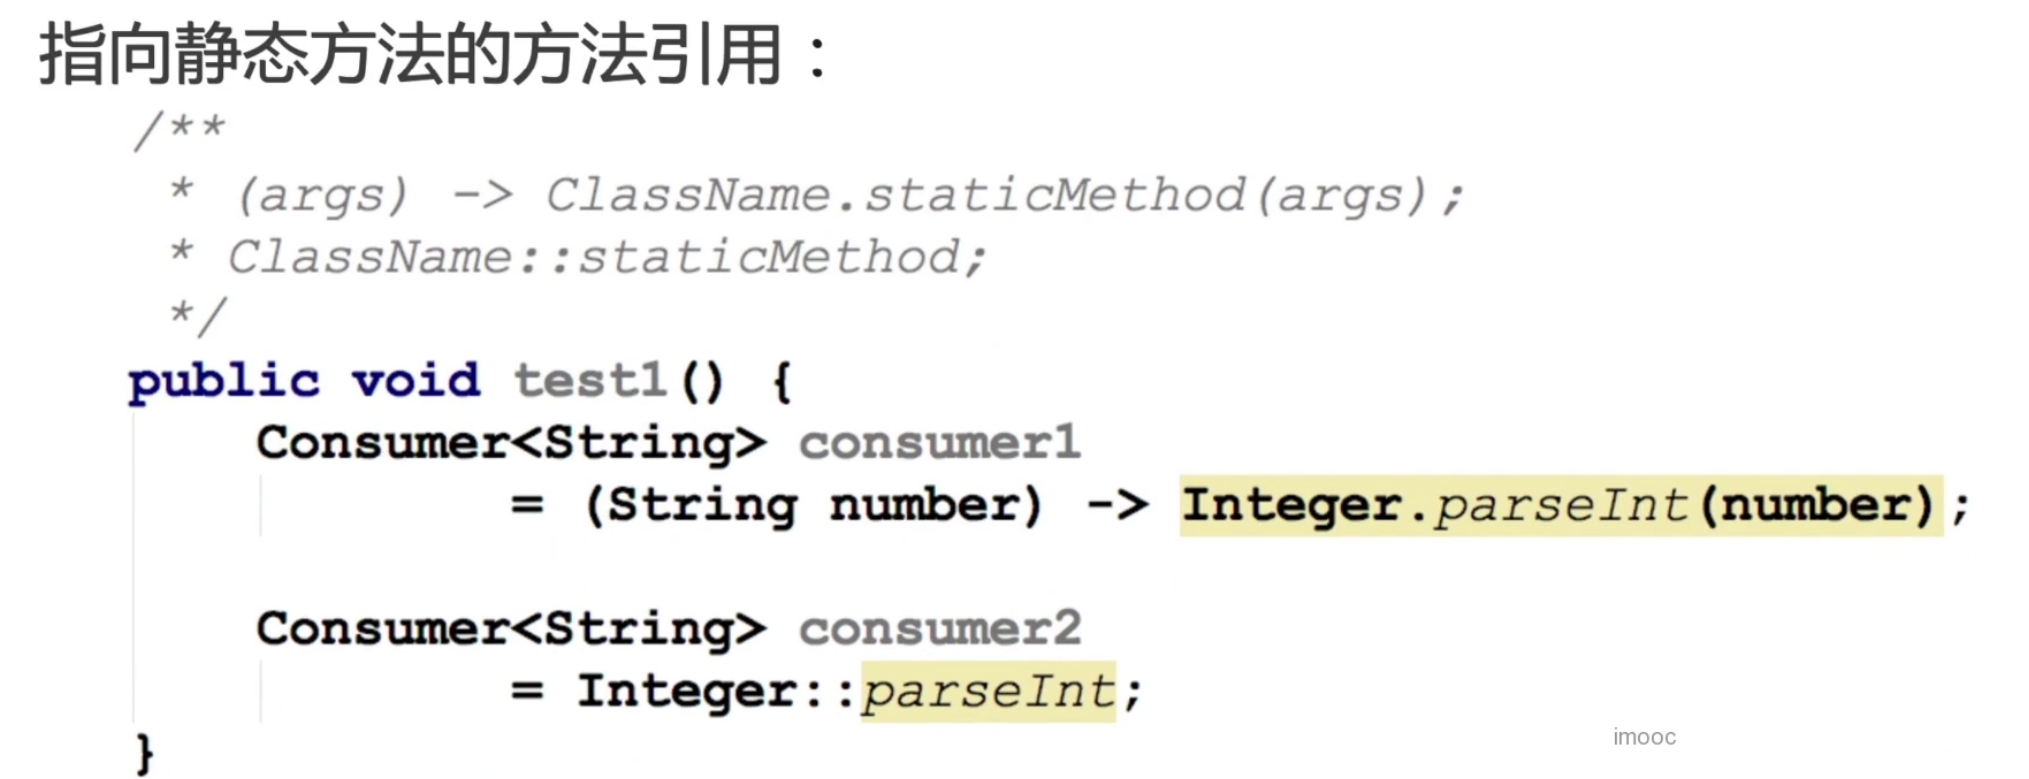 指向静态方法的方法引用：
/**
* (args) -> ClassName.staticMethod(args);
* ClassName::staticMethod;
*/
public void test1() {
Consumer<String> consumer1
= (String number) -> Integer.parseInt(number);
Consumer<String> consumer2
= Integer::parseInt;
}
imooc